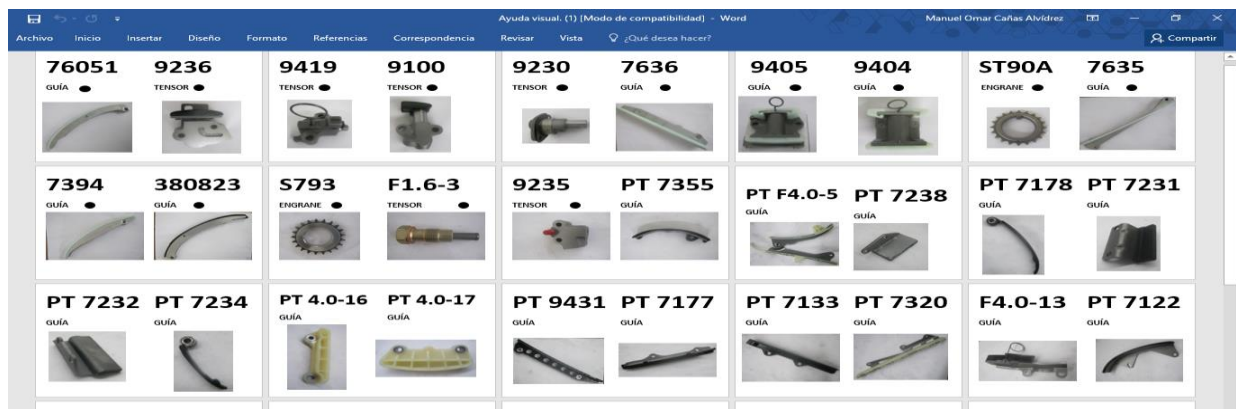 Ayuda visual. (1) [Modo de compatibilidad] - Word
Manuel Omar Cañas Alvídrez
Archivo Inicio Insertar Diseño Formato Referencias Correspondencia Revisar Vista ¿Qué desea hacer? Compartir
76051 9236 9419 9100 9230 7636 9405 9404 ST90A 7635
GUÍA TENSOR TENSOR TENSOR TENSOR GUÍA GUÍA GUÍA ENGRANE GUÍA
7394 380823 S793 F1.6-3 9235 PT 7355 PT F4.0-5 PT 7238 PT 7178 PT 7231
GUÍA GUÍA ENGRANE TENSOR TENSOR GUÍA GUÍA GUÍA GUÍA GUÍA
PT 7232 PT 7234 PT 4.0-16 PT 4.0-17 PT 9431 PT 7177 PT 7133 PT 7320 F4.0-13 PT 7122
GUÍA GUÍA GUÍA GUÍA GUÍA GUÍA GUÍA GUÍA GUÍA GUÍA